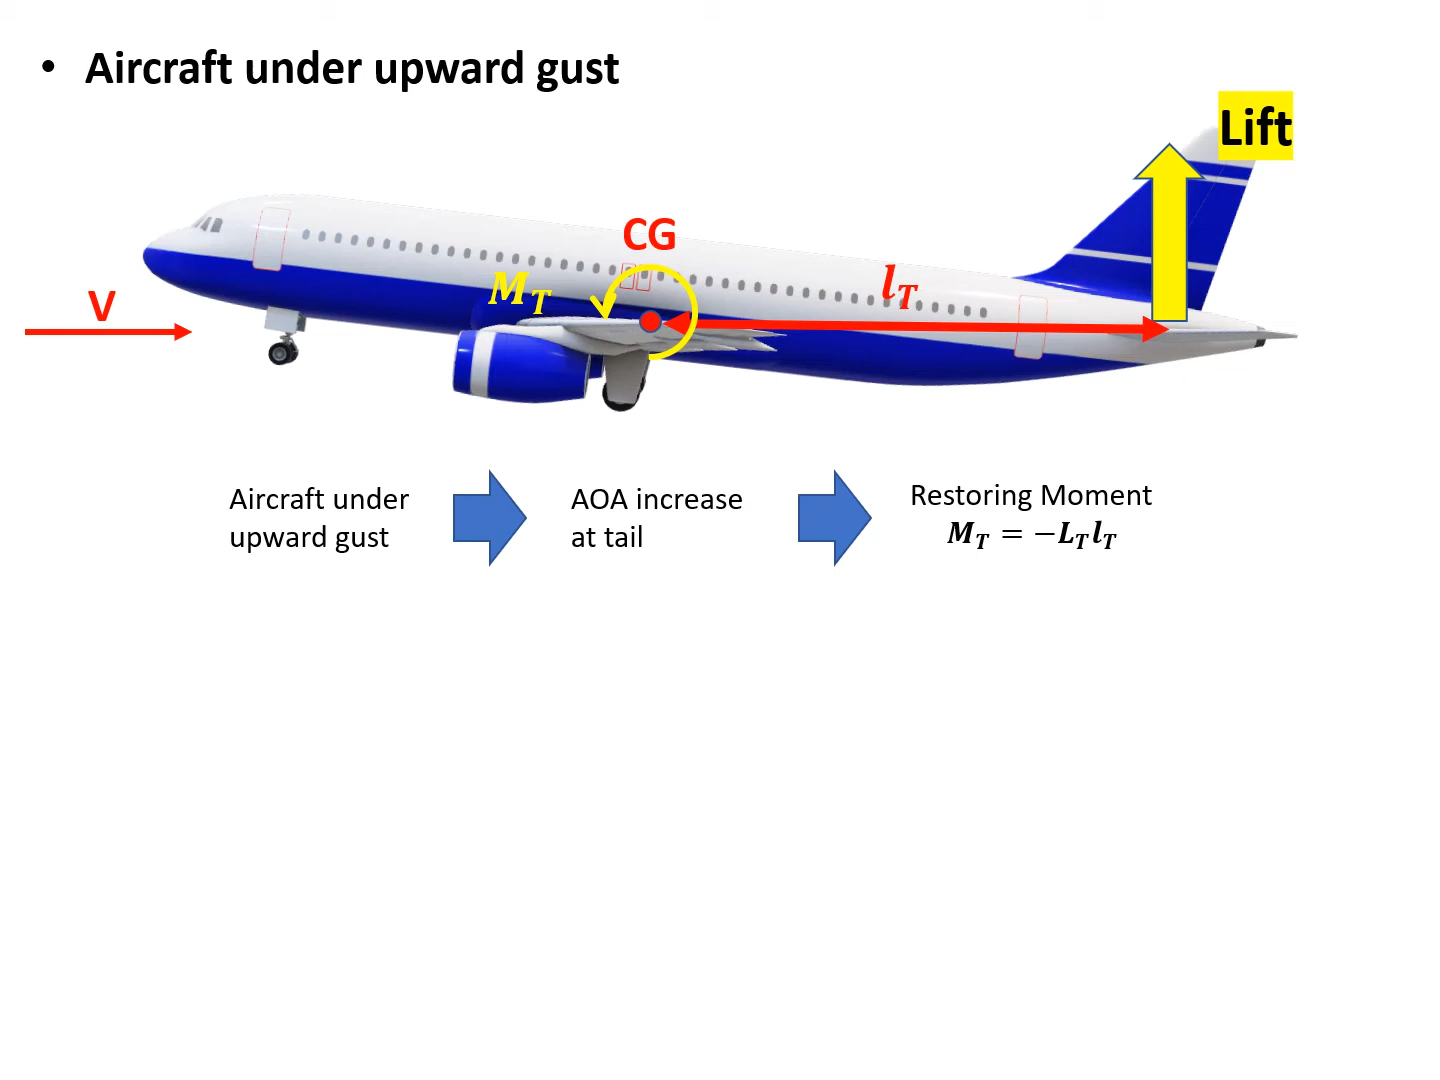 • Aircraft under upward gust
Lift
CG
M_T
l_T
V
Aircraft under
upward gust
AOA increase
at tail
Restoring Moment
M_T = −L_T l_T